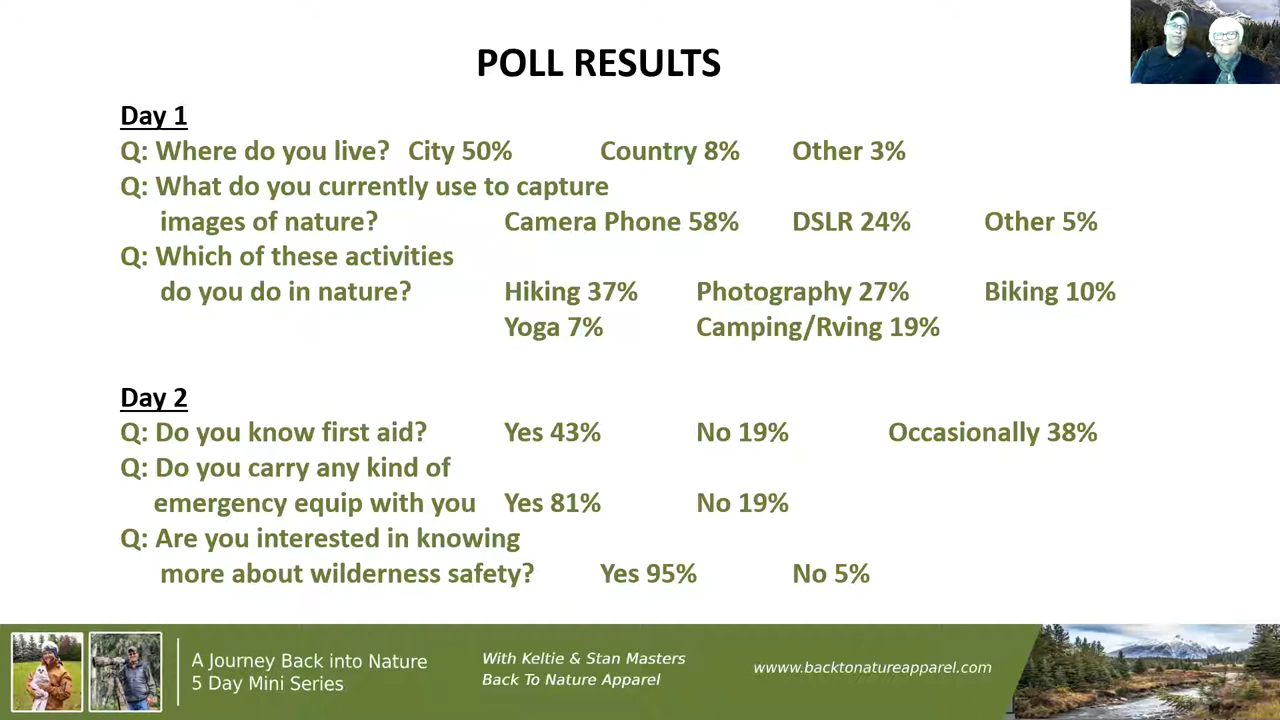 POLL RESULTS
Day 1
Q: Where do you live? City 50% Country 8% Other 3%
Q: What do you currently use to capture
images of nature? Camera Phone 58% DSLR 24% Other 5%
Q: Which of these activities
do you do in nature? Hiking 37% Photography 27% Biking 10%
Yoga 7% Camping/Rving 19%
Day 2
Q: Do you know first aid? Yes 43% No 19% Occasionally 38%
Q: Do you carry any kind of
emergency equip with you Yes 81% No 19%
Q: Are you interested in knowing
more about wilderness safety? Yes 95% No 5%
A Journey Back into Nature
5 Day Mini Series
With Keltie & Stan Masters
Back To Nature Apparel
www.backtonatureapparel.com